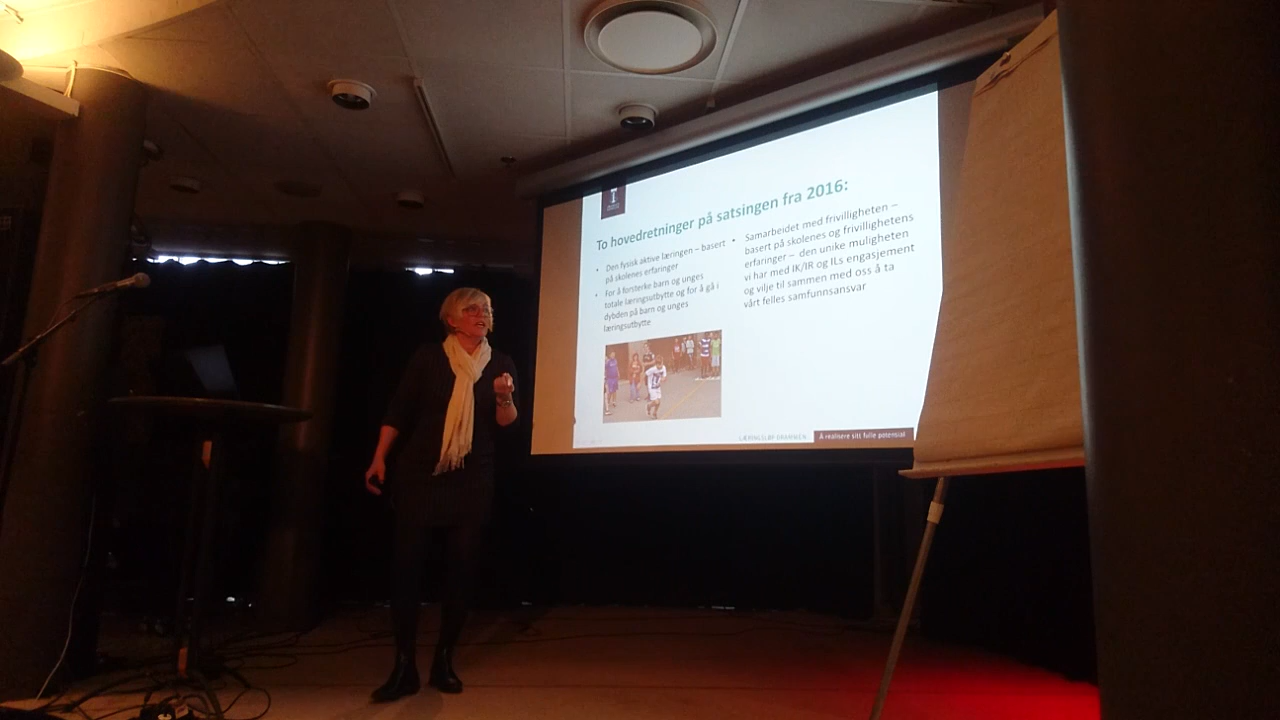 To hovedretninger på satsingen fra 2016:
• Den fysisk aktive læringen – basert
på skolenes erfaringer
• For å forsterke barn og unges
totale læringsutbytte og for å gå i
dybden på barn og unges
læringsutbytte
• Samarbeidet med frivilligheten –
basert på skolenes og frivillighetens
erfaringer – den unike muligheten
vi har med IK/IR og ILs engasjement
og vilje til sammen med oss å ta
vårt felles samfunnsansvar
LÆRINGSLØP DRAMMEN
Å realisere sitt fulle potensial